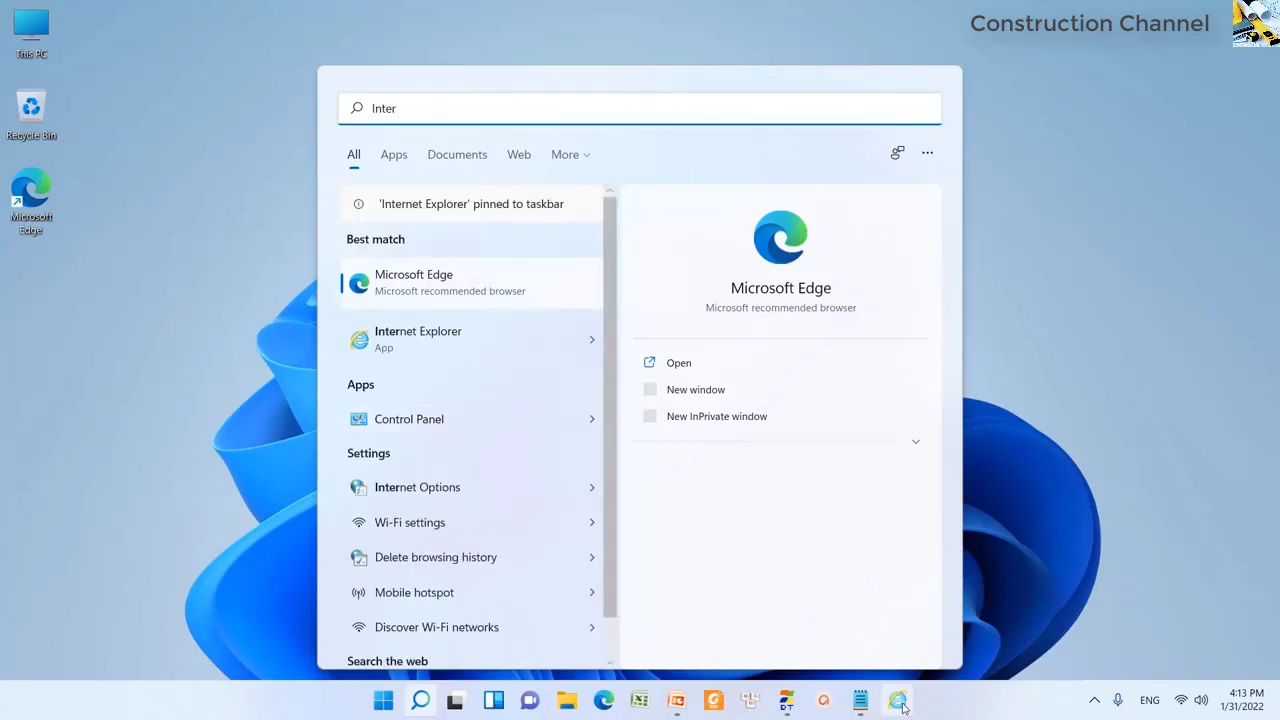 Construction Channel
This PC
Recycle Bin
Microsoft
Edge
Inter
All Apps Documents Web More
'Internet Explorer' pinned to taskbar
Best match
Microsoft Edge
Microsoft recommended browser
Internet Explorer
App
Apps
Control Panel
Settings
Internet Options
Wi-Fi settings
Delete browsing history
Mobile hotspot
Discover Wi-Fi networks
Search the web
Microsoft Edge
Microsoft recommended browser
Open
New window
New InPrivate window
ENG
4:13 PM
1/31/2022